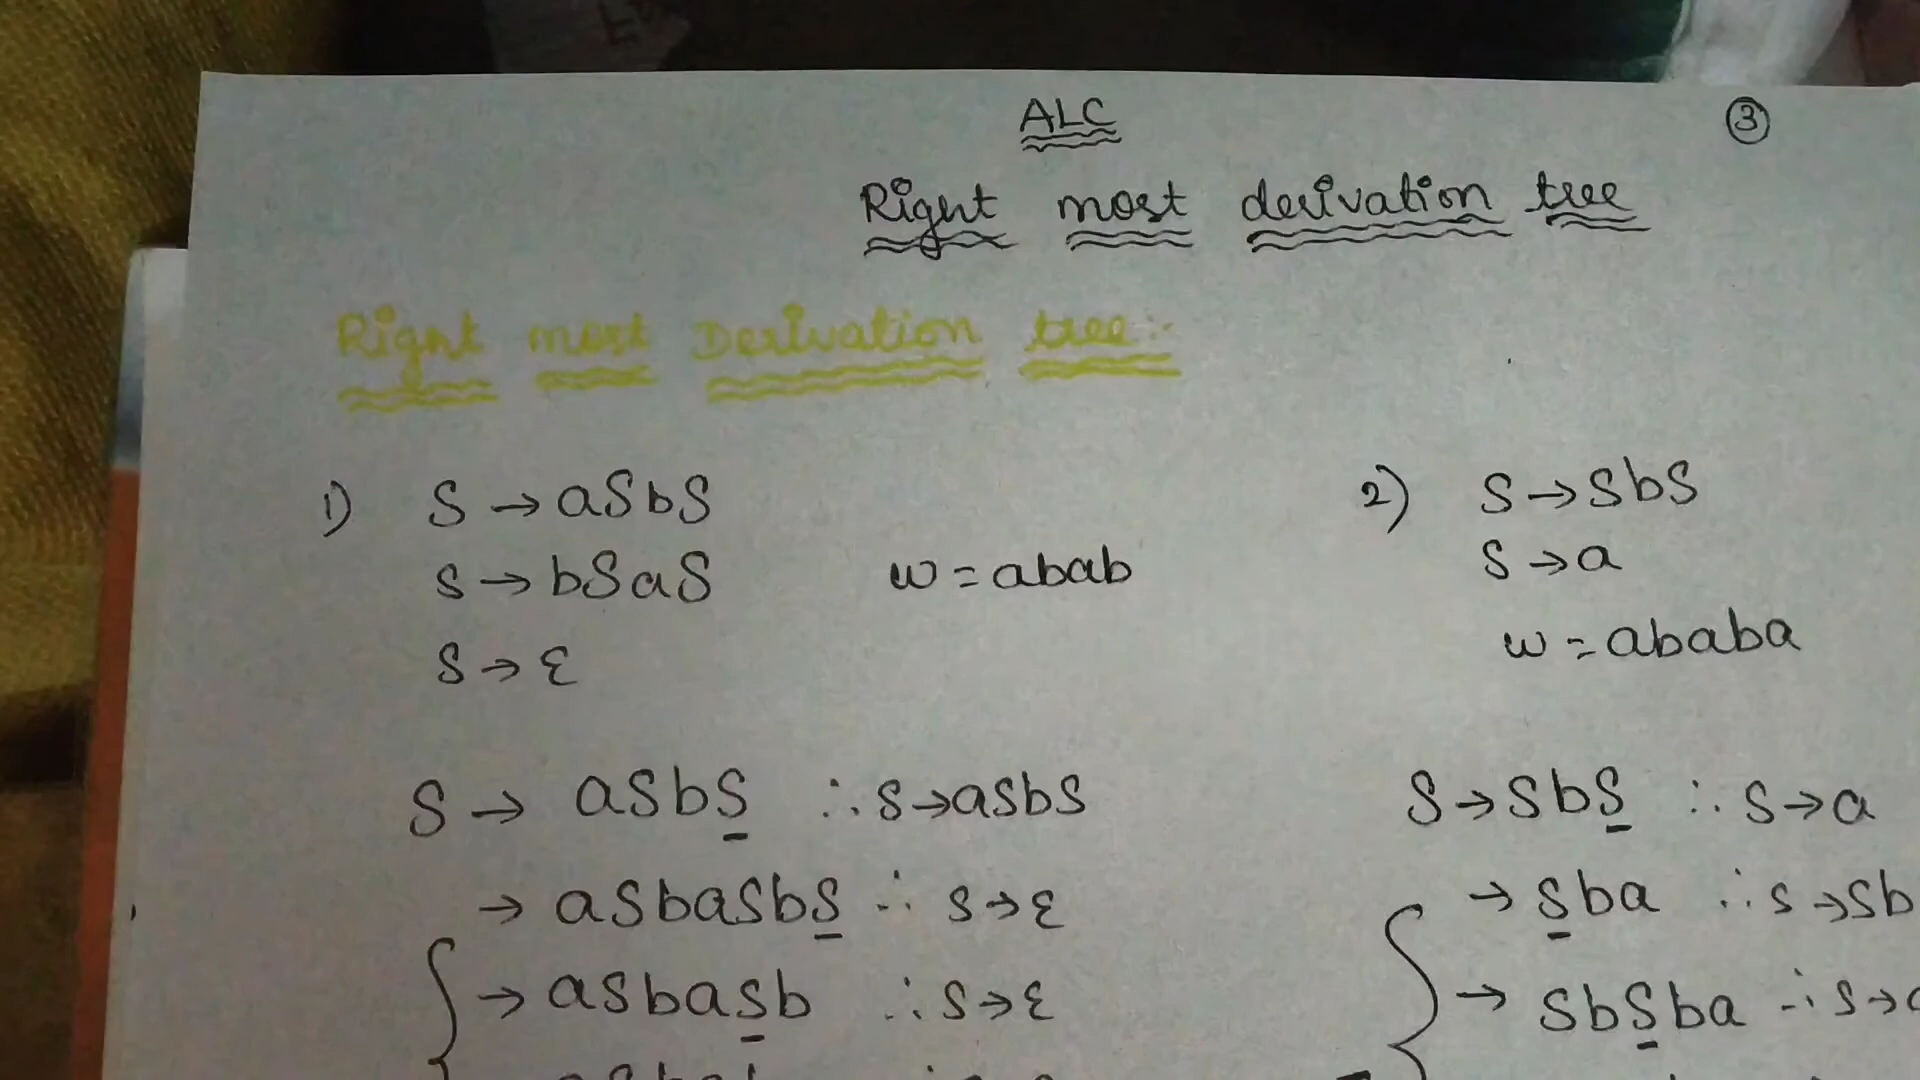 ALC
③
Right most derivation tree
Right most Derivation tree:-
1) S → aSbS
S → bSaS
w = abab
S → ε
2) S → SbS
S → a
w = ababa
S → aSbS ∴ S → aSbS
→ aSbaSbS ∴ S → ε
→ aSbaSb ∴ S → ε
S → SbS ∴ S → a
→ Sba ∴ S → Sb
→ SbSba ∴ S →